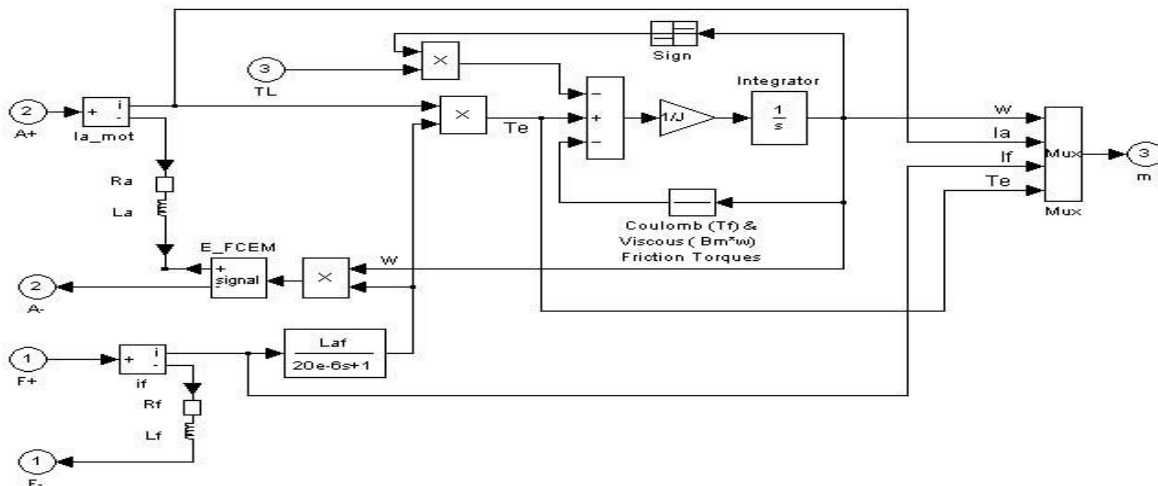 Sign
×
3
TL
Integrator
2
A+
+
i
-
Ia_mot
×
Te
−
+
−
1/J
1
s
w
Ia
If
Te
Mux
Mux
3
m
Ra
La
Coulomb (Tf) &
Viscous ( Bm*w)
Friction Torques
E_FCEM
+
signal
-
×
w
2
A-
1
F+
+
i
-
if
Laf
20e-6s+1
Rf
Lf
1
F-